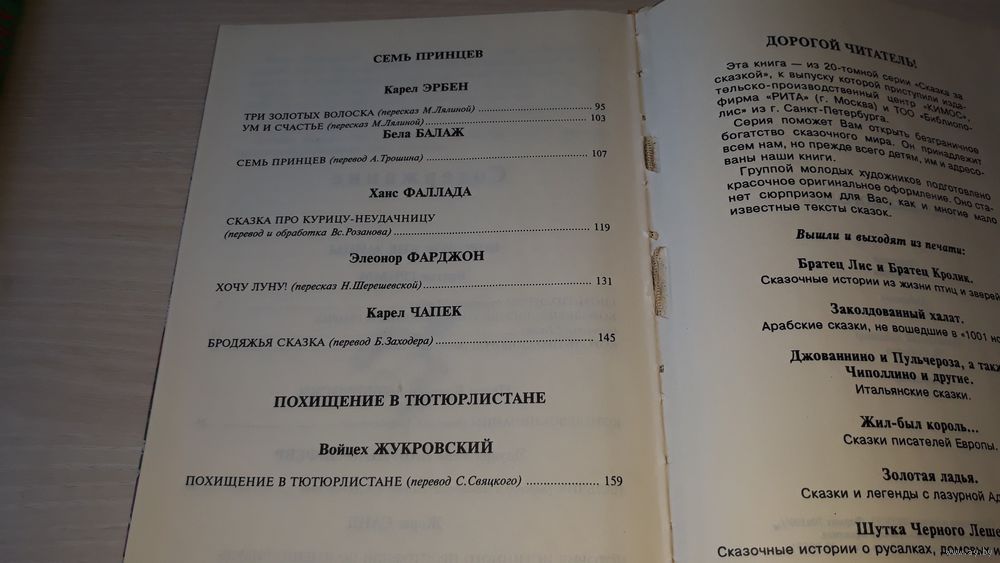 СЕМЬ ПРИНЦЕВ
Карел ЭРБЕН
ТРИ ЗОЛОТЫХ ВОЛОСКА (пересказ М.Лялиной) 95
УМ И СЧАСТЬЕ (пересказ М.Лялиной) 103
Бела БАЛАЖ
СЕМЬ ПРИНЦЕВ (перевод А.Трошина) 107
Ханс ФАЛЛАДА
СКАЗКА ПРО КУРИЦУ-НЕУДАЧНИЦУ
(перевод и обработка Вс.Розанова) 119
Элеонор ФАРДЖОН
ХОЧУ ЛУНУ! (пересказ Н.Шерешевской) 131
Карел ЧАПЕК
БРОДЯЖЬЯ СКАЗКА (перевод Б.Заходера) 145
ПОХИЩЕНИЕ В ТЮТЮРЛИСТАНЕ
Войцех ЖУКРОВСКИЙ
ПОХИЩЕНИЕ В ТЮТЮРЛИСТАНЕ (перевод С.Свяцкого) 159
ДОРОГОЙ ЧИТАТЕЛЬ!
Эта книга — из 20-томной серии «Сказка за
сказкой», к выпуску которой приступили изда-
тельско-производственный центр «КИМОС»,
фирма «РИТА» (г. Москва) и ТОО «Библиопо-
лис» из г. Санкт-Петербурга.
Серия поможет Вам открыть безграничное
богатство сказочного мира. Он принадлежит
всем нам, но прежде всего детям, им и адресо-
ваны наши книги.
Группой молодых художников подготовлено
красочное оригинальное оформление. Оно ста-
нет сюрпризом для Вас, как и многие мало
известные тексты сказок.
Вышли и выходят из печати:
Братец Лис и Братец Кролик.
Сказочные истории из жизни птиц и зверей
Заколдованный халат.
Арабские сказки, не вошедшие в «1001 но
Джованнино и Пульчероза, а так
Чиполлино и другие.
Итальянские сказки.
Жил-был король...
Сказки писателей Европы.
Золотая ладья.
Сказки и легенды с лазурной Ад
Шутка Черного Леше
Сказочные истории о русалках, домовых и